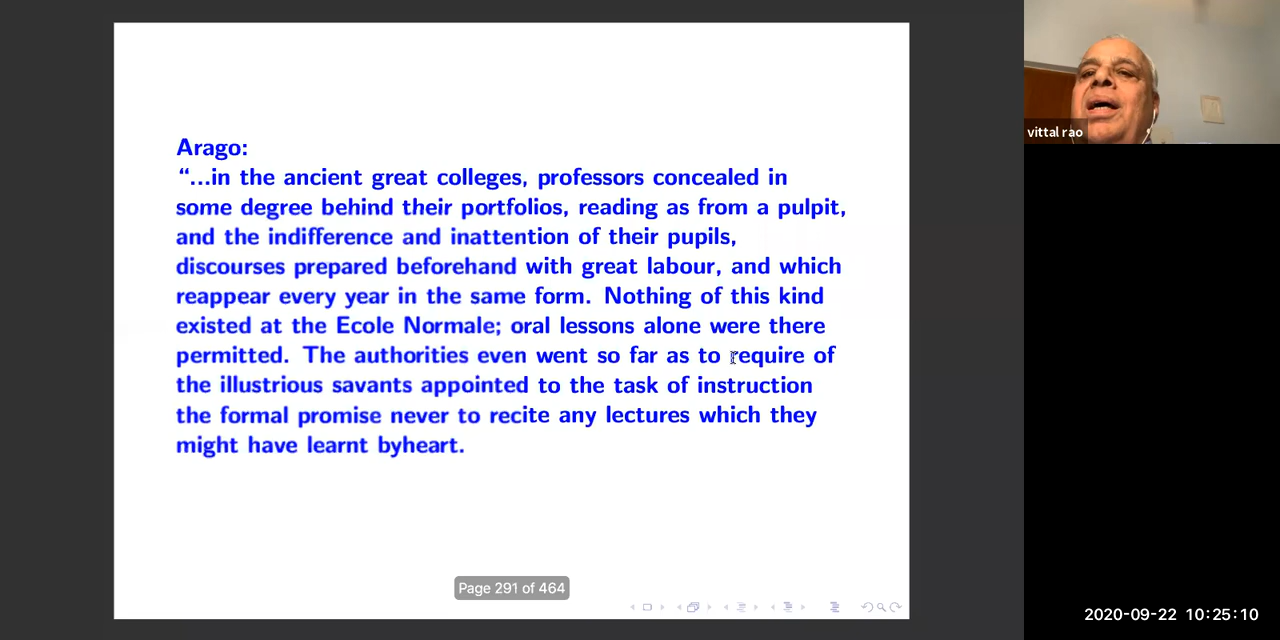 Arago:
“...in the ancient great colleges, professors concealed in
some degree behind their portfolios, reading as from a pulpit,
and the indifference and inattention of their pupils,
discourses prepared beforehand with great labour, and which
reappear every year in the same form. Nothing of this kind
existed at the Ecole Normale; oral lessons alone were there
permitted. The authorities even went so far as to require of
the illustrious savants appointed to the task of instruction
the formal promise never to recite any lectures which they
might have learnt byheart.
Page 291 of 464
vittal rao
2020-09-22 10:25:10